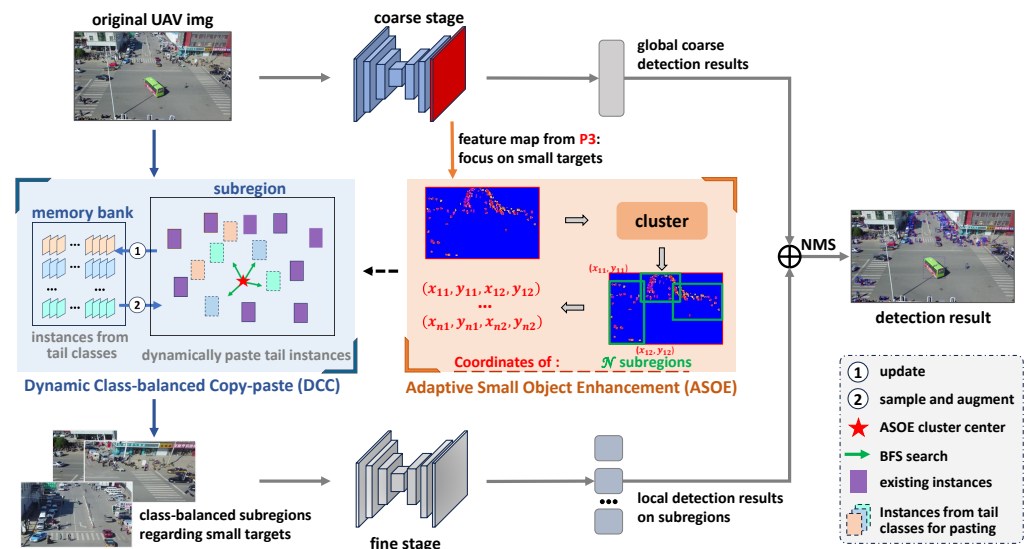 original UAV img
coarse stage
global coarse
detection results
feature map from P3:
focus on small targets
subregion
memory bank
...
...
...
...
1
2
instances from
tail classes
dynamically paste tail instances
Dynamic Class-balanced Copy-paste (DCC)
cluster
(x11, y11)
(x11, y11, x12, y12)
...
(xn1, yn1, xn2, yn2)
(x12, y12)
Coordinates of : N subregions
Adaptive Small Object Enhancement (ASOE)
NMS
detection result
1 update
2 sample and augment
ASOE cluster center
BFS search
existing instances
Instances from tail
classes for pasting
class-balanced subregions
regarding small targets
fine stage
...
local detection results
on subregions